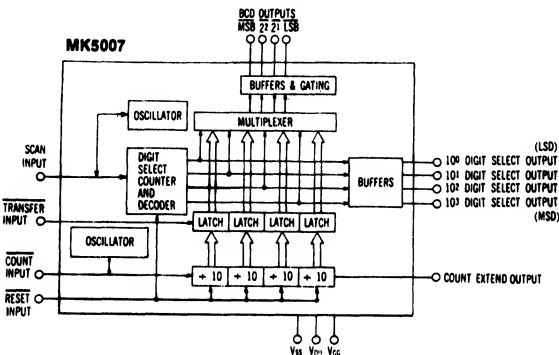 BCD OUTPUTS
MSB 2² 2¹ LSB
MK5007
BUFFERS & GATING
OSCILLATOR
MULTIPLEXER
SCAN
INPUT
DIGIT
SELECT
COUNTER
AND
DECODER
BUFFERS
(LSD)
10⁰ DIGIT SELECT OUTPUT
10¹ DIGIT SELECT OUTPUT
10² DIGIT SELECT OUTPUT
10³ DIGIT SELECT OUTPUT
(MSD)
TRANSFER
INPUT
LATCH LATCH LATCH LATCH
OSCILLATOR
COUNT
INPUT
÷ 10 ÷ 10 ÷ 10 ÷ 10
COUNT EXTEND OUTPUT
RESET
INPUT
VSS VDD VGG